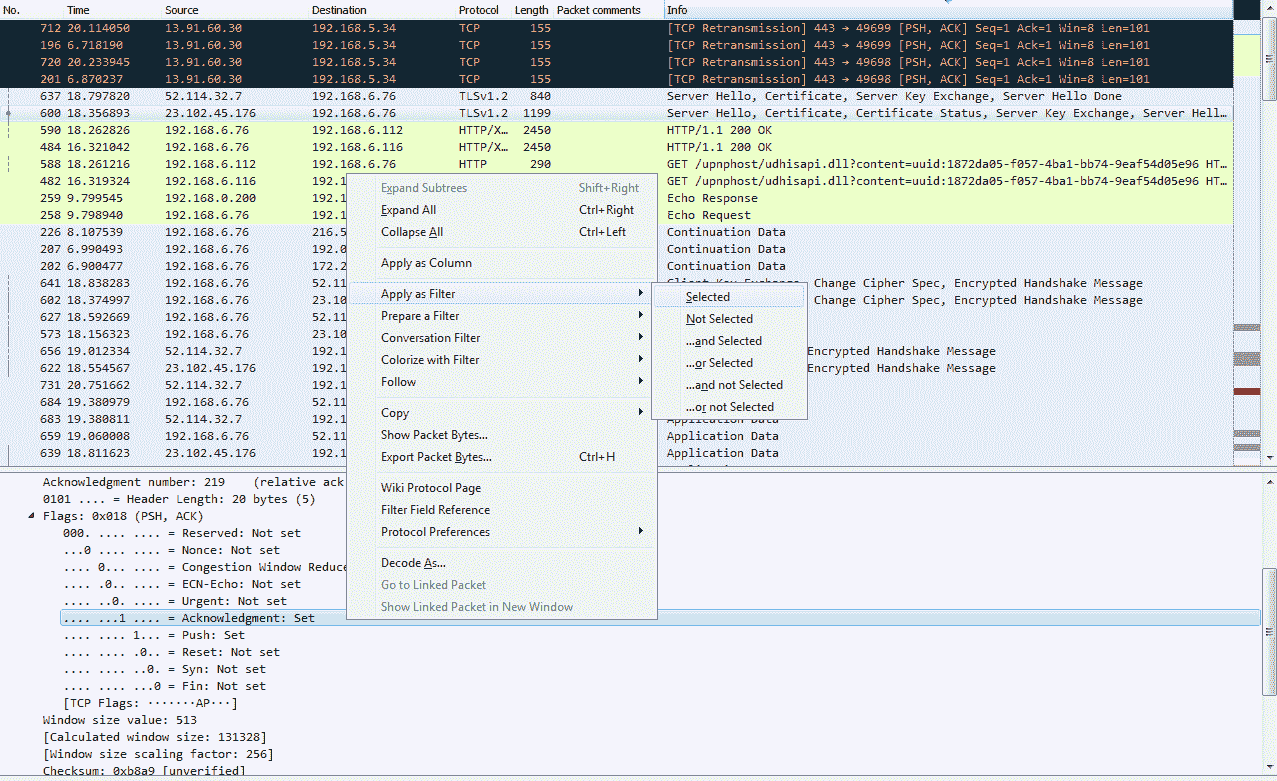 No. Time Source Destination Protocol Length Packet comments Info
712 20.114050 13.91.60.30 192.168.5.34 TCP 155 [TCP Retransmission] 443 → 49699 [PSH, ACK] Seq=1 Ack=1 Win=8 Len=101
196 6.718190 13.91.60.30 192.168.5.34 TCP 155 [TCP Retransmission] 443 → 49699 [PSH, ACK] Seq=1 Ack=1 Win=8 Len=101
720 20.233945 13.91.60.30 192.168.5.34 TCP 155 [TCP Retransmission] 443 → 49698 [PSH, ACK] Seq=1 Ack=1 Win=8 Len=101
201 6.870237 13.91.60.30 192.168.5.34 TCP 155 [TCP Retransmission] 443 → 49698 [PSH, ACK] Seq=1 Ack=1 Win=8 Len=101
637 18.797820 52.114.32.7 192.168.6.76 TLSv1.2 840 Server Hello, Certificate, Server Key Exchange, Server Hello Done
600 18.356893 23.102.45.176 192.168.6.76 TLSv1.2 1199 Server Hello, Certificate, Certificate Status, Server Key Exchange, Server Hell…
590 18.262826 192.168.6.76 192.168.6.112 HTTP/X… 2450 HTTP/1.1 200 OK
484 16.321042 192.168.6.76 192.168.6.116 HTTP/X… 2450 HTTP/1.1 200 OK
588 18.261216 192.168.6.112 192.168.6.76 HTTP 290 GET /upnphost/udhisapi.dll?content=uuid:1872da05-f057-4ba1-bb74-9eaf54d05e96 HT…
482 16.319324 192.168.6.116 192.1 GET /upnphost/udhisapi.dll?content=uuid:1872da05-f057-4ba1-bb74-9eaf54d05e96 HT…
259 9.799545 192.168.0.200 192.1 Echo Response
258 9.798940 192.168.6.76 192.1 Echo Request
226 8.107539 192.168.6.76 216.5 Continuation Data
207 6.990493 192.168.6.76 192.0 Continuation Data
202 6.900477 192.168.6.76 172.2 Continuation Data
641 18.838283 192.168.6.76 52.11 Client Key Exchange, Change Cipher Spec, Encrypted Handshake Message
602 18.374997 192.168.6.76 23.10 Change Cipher Spec, Encrypted Handshake Message
627 18.592669 192.168.6.76 23.10
573 18.156323 192.168.6.76 23.10
656 19.012334 52.114.32.7 192.1 Encrypted Handshake Message
622 18.554567 23.102.45.176 192.1 Encrypted Handshake Message
731 20.751662 52.114.32.7 192.1
684 19.380979 192.168.6.76 52.11
683 19.380811 192.168.6.76 52.11 Application Data
659 19.060008 192.168.6.76 52.11 Application Data
639 18.811623 23.102.45.176 192.1 Application Data
Expand Subtrees Shift+Right
Expand All Ctrl+Right
Collapse All Ctrl+Left
Apply as Column
Apply as Filter
Prepare a Filter
Conversation Filter
Colorize with Filter
Follow
Copy
Show Packet Bytes...
Export Packet Bytes... Ctrl+H
Wiki Protocol Page
Filter Field Reference
Protocol Preferences
Decode As...
Go to Linked Packet
Show Linked Packet in New Window
Selected
Not Selected
...and Selected
...or Selected
...and not Selected
...or not Selected
Acknowledgment number: 219 (relative ack
0101 .... = Header Length: 20 bytes (5)
Flags: 0x018 (PSH, ACK)
000. .... .... = Reserved: Not set
...0 .... .... = Nonce: Not set
.... 0... .... = Congestion Window Reduce
.... .0.. .... = ECN-Echo: Not set
.... ..0. .... = Urgent: Not set
.... ...1 .... = Acknowledgment: Set
.... .... 1... = Push: Set
.... .... .0.. = Reset: Not set
.... .... ..0. = Syn: Not set
.... .... ...0 = Fin: Not set
[TCP Flags: ·······AP···]
Window size value: 513
[Calculated window size: 131328]
[Window size scaling factor: 256]
Checksum: 0xb8a9 [unverified]